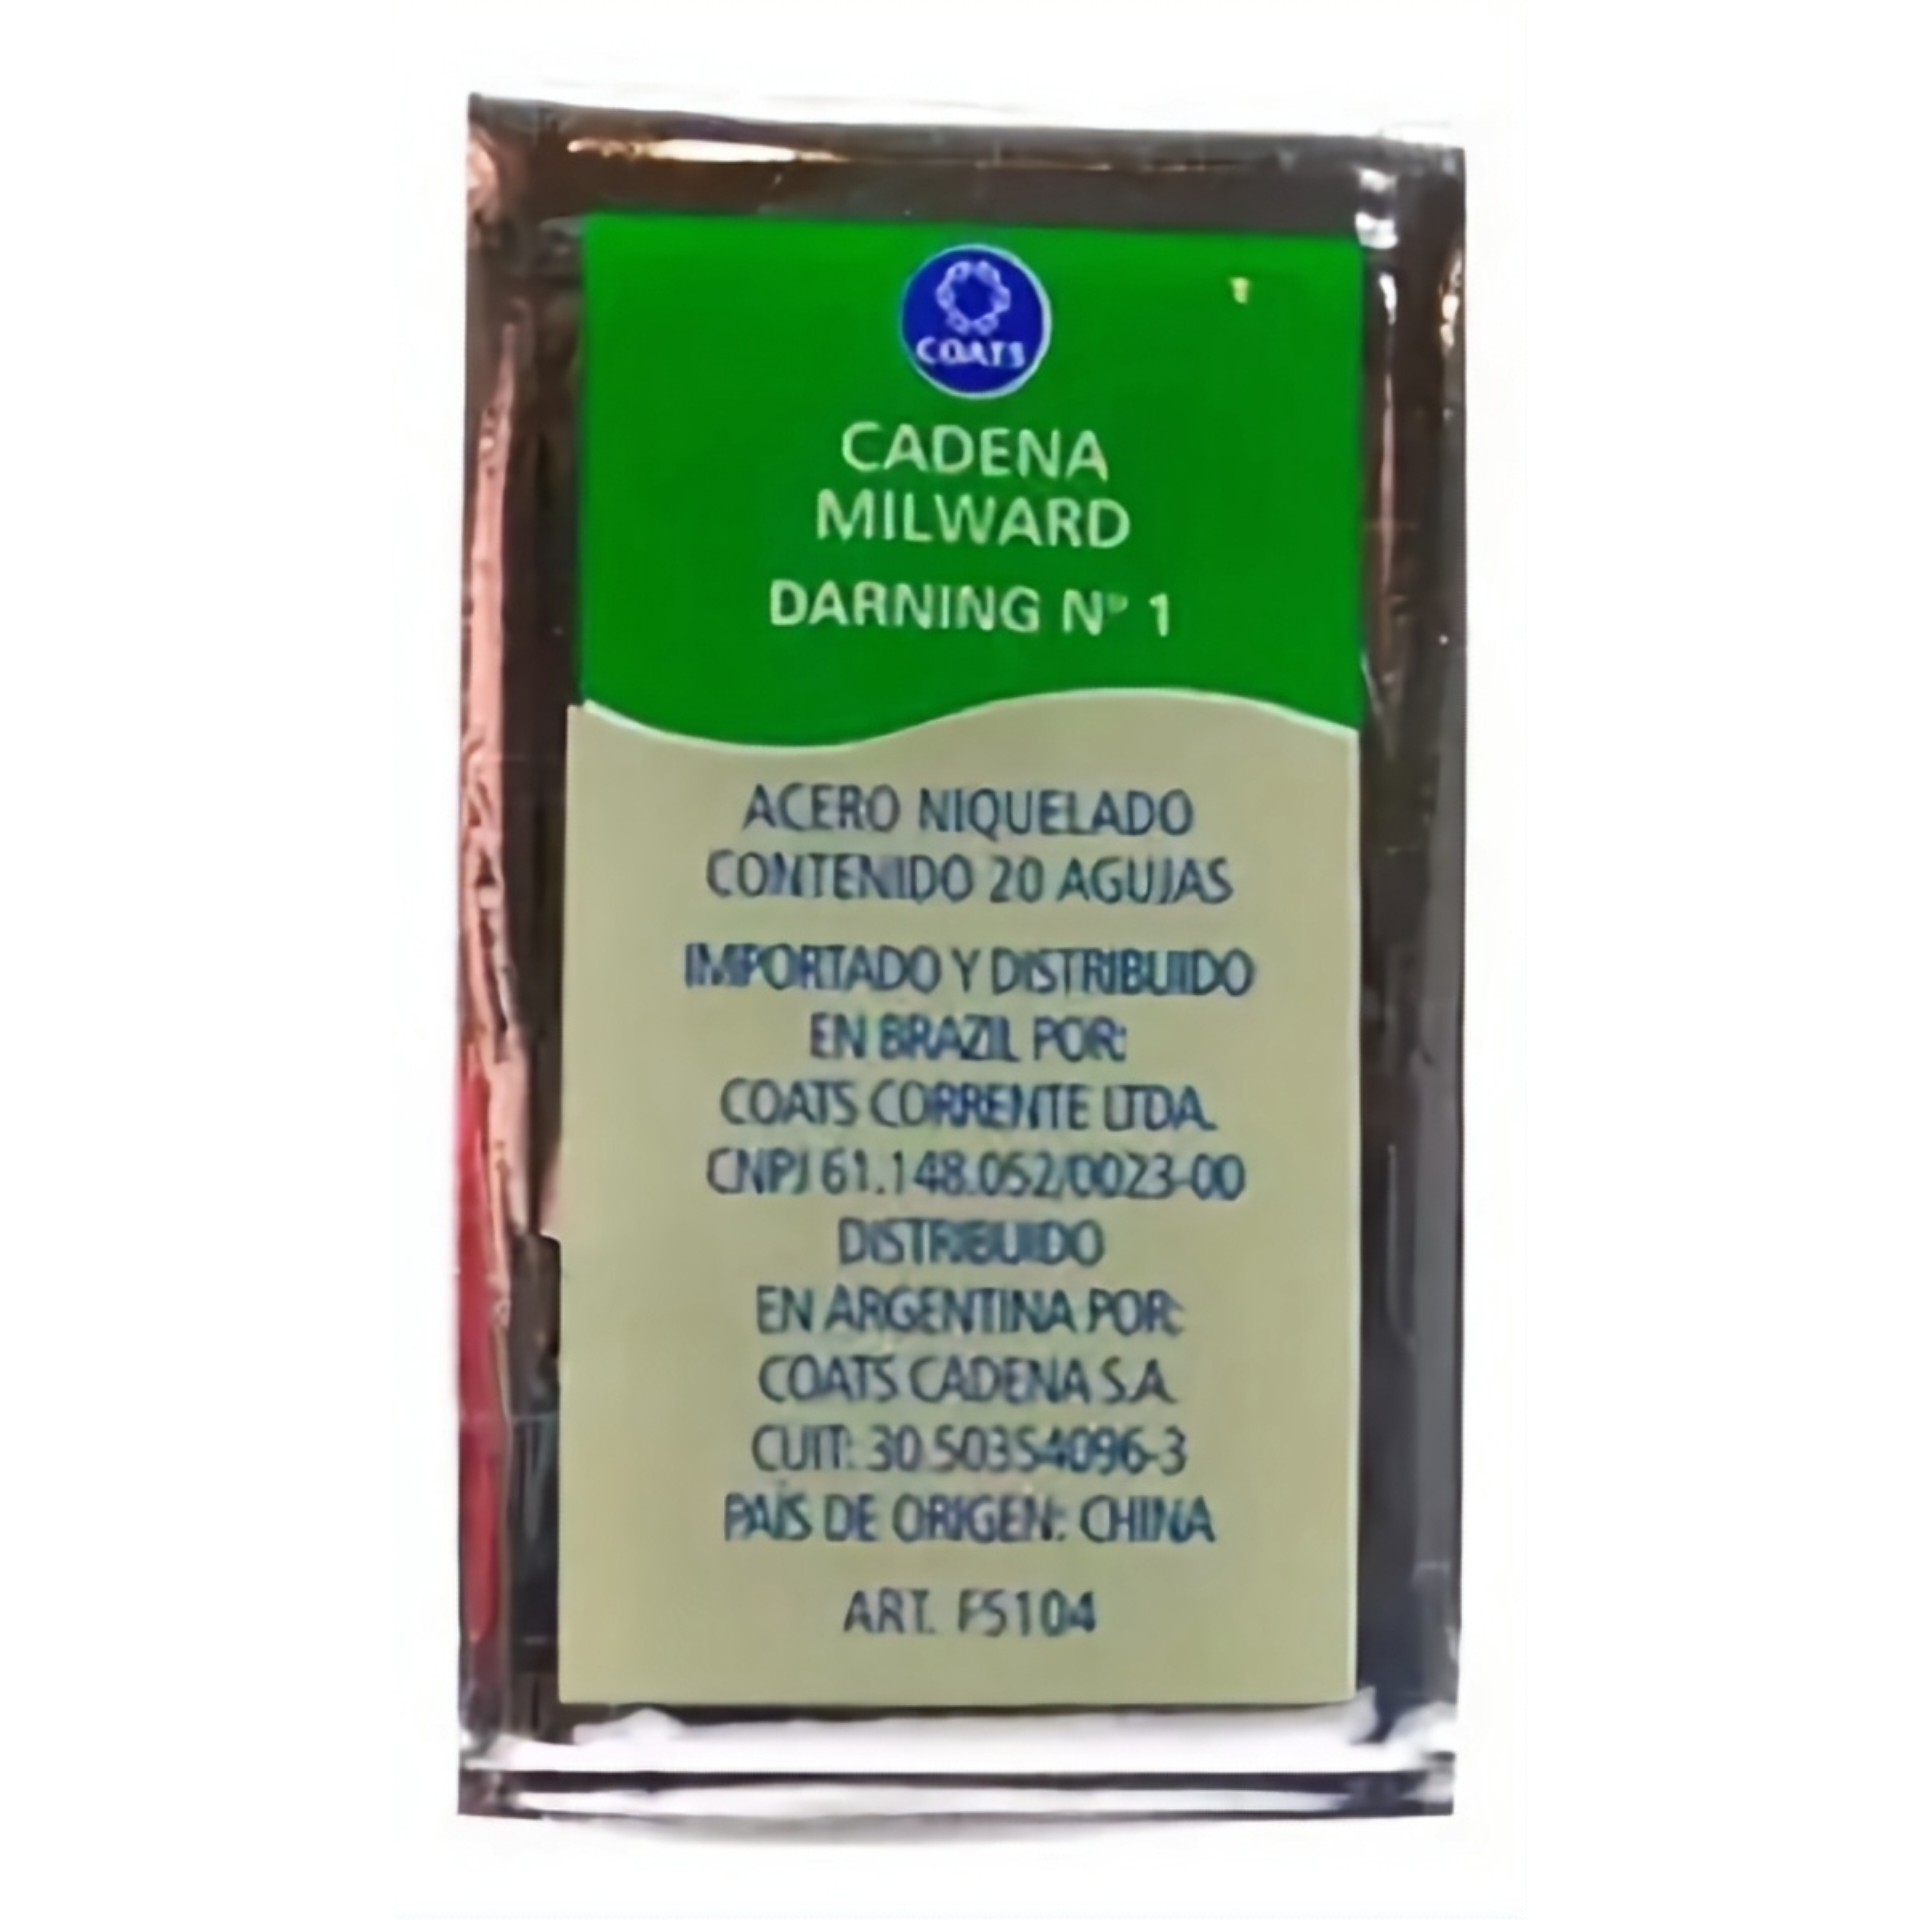 COATS
CADENA
MILWARD
DARNING Nº 1
ACERO NIQUELADO
CONTENIDO 20 AGUJAS
IMPORTADO Y DISTRIBUIDO
EN BRAZIL POR:
COATS CORRENTE LTDA.
CNPJ 61.148.052/0023-00
DISTRIBUIDO
EN ARGENTINA POR:
COATS CADENA S.A.
CUIT: 30.50354096-3
PAÍS DE ORIGEN: CHINA
ART. F5104